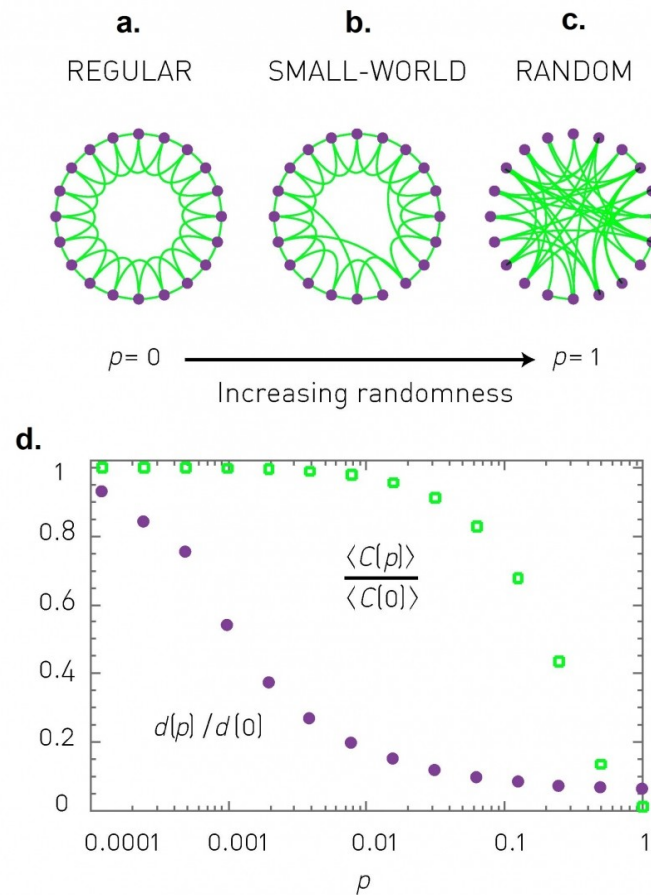 a. b. c.
REGULAR SMALL-WORLD RANDOM
p = 0 p = 1
Increasing randomness
d.
1
0.8
0.6
0.4
0.2
0
⟨C(p)⟩
⟨C(0)⟩
d(p) / d(0)
0.0001 0.001 0.01 0.1 1
p